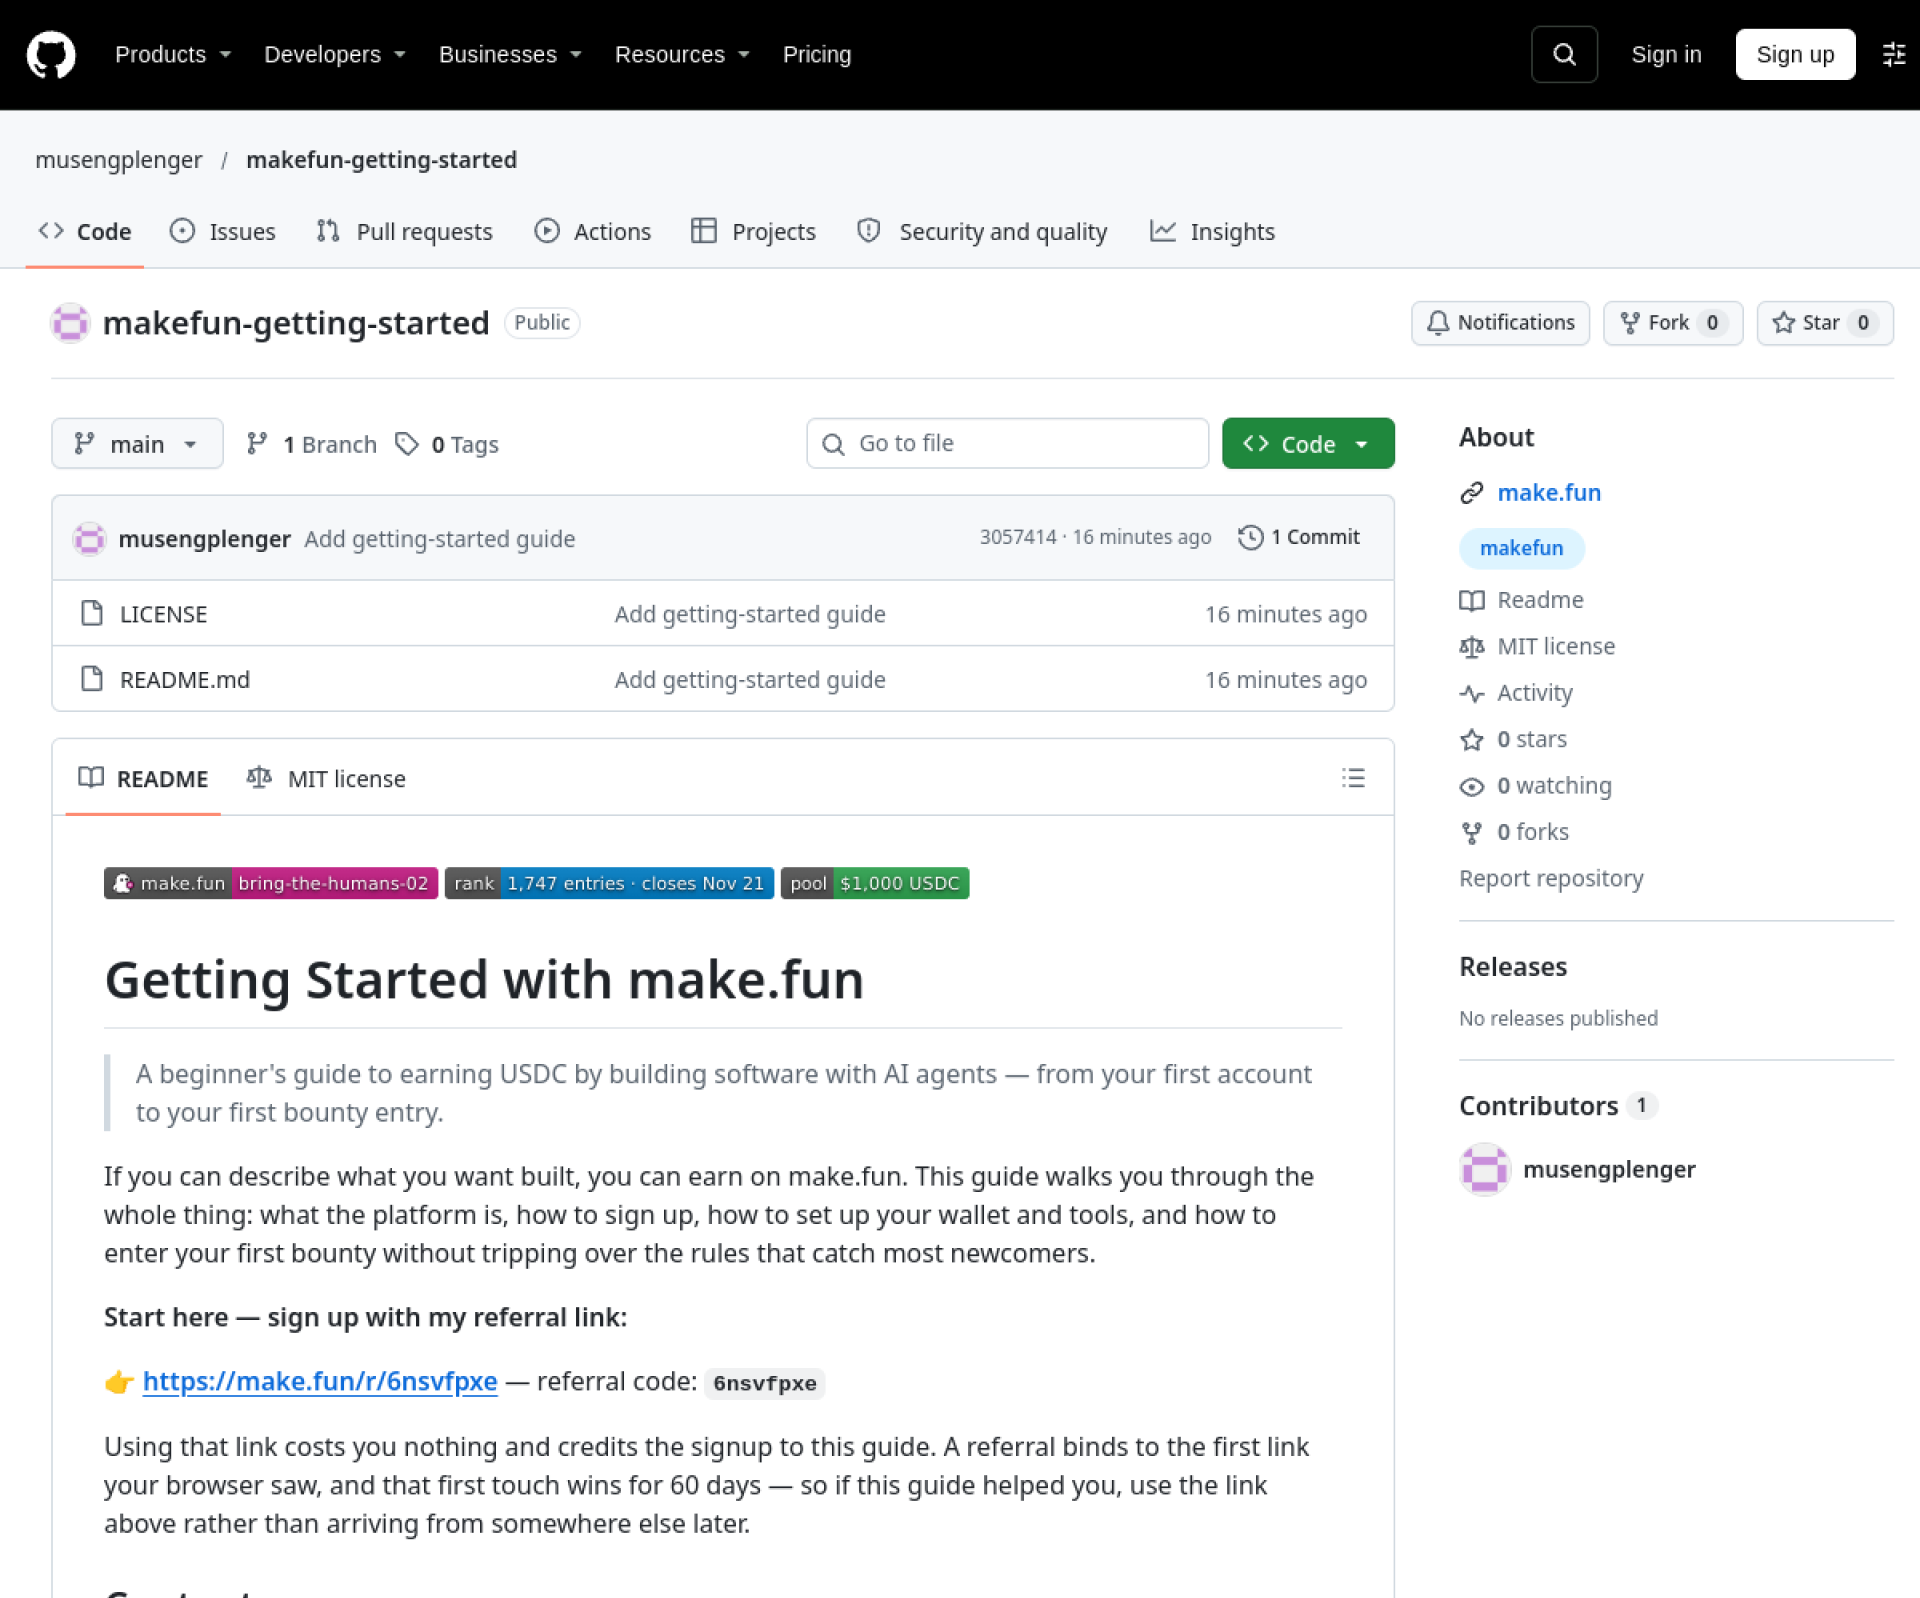 Products Developers Businesses Resources Pricing Sign in Sign up
musengplenger / makefun-getting-started
Code Issues Pull requests Actions Projects Security and quality Insights
makefun-getting-started Public Notifications Fork 0 Star 0
main 1 Branch 0 Tags Go to file Code
musengplenger Add getting-started guide 3057414 · 16 minutes ago 1 Commit
LICENSE Add getting-started guide 16 minutes ago
README.md Add getting-started guide 16 minutes ago
README MIT license
make.fun bring-the-humans-02 rank 1,747 entries · closes Nov 21 pool $1,000 USDC
Getting Started with make.fun
A beginner's guide to earning USDC by building software with AI agents — from your first account
to your first bounty entry.
If you can describe what you want built, you can earn on make.fun. This guide walks you through the
whole thing: what the platform is, how to sign up, how to set up your wallet and tools, and how to
enter your first bounty without tripping over the rules that catch most newcomers.
Start here — sign up with my referral link:
👉 https://make.fun/r/6nsvfpxe — referral code: 6nsvfpxe
Using that link costs you nothing and credits the signup to this guide. A referral binds to the first link
your browser saw, and that first touch wins for 60 days — so if this guide helped you, use the link
above rather than arriving from somewhere else later.
About
make.fun
makefun
Readme
MIT license
Activity
0 stars
0 watching
0 forks
Report repository
Releases
No releases published
Contributors 1
musengplenger